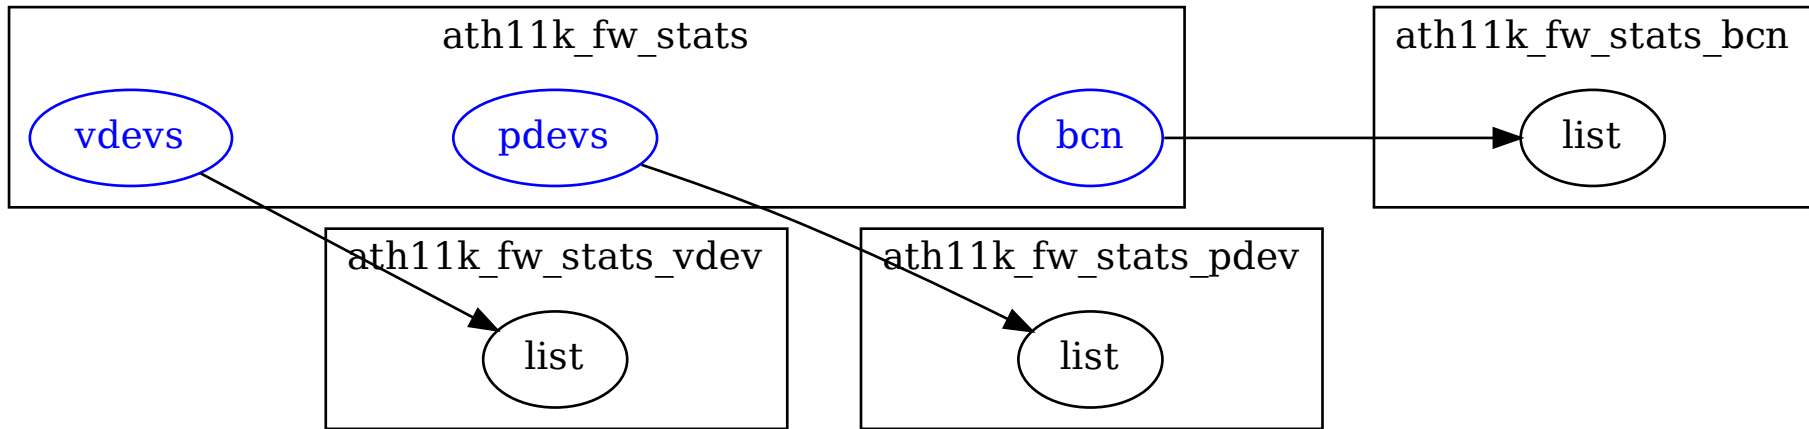 ath11k_fw_stats
vdevs
pdevs
bcn
ath11k_fw_stats_bcn
list
ath11k_fw_stats_vdev
list
ath11k_fw_stats_pdev
list